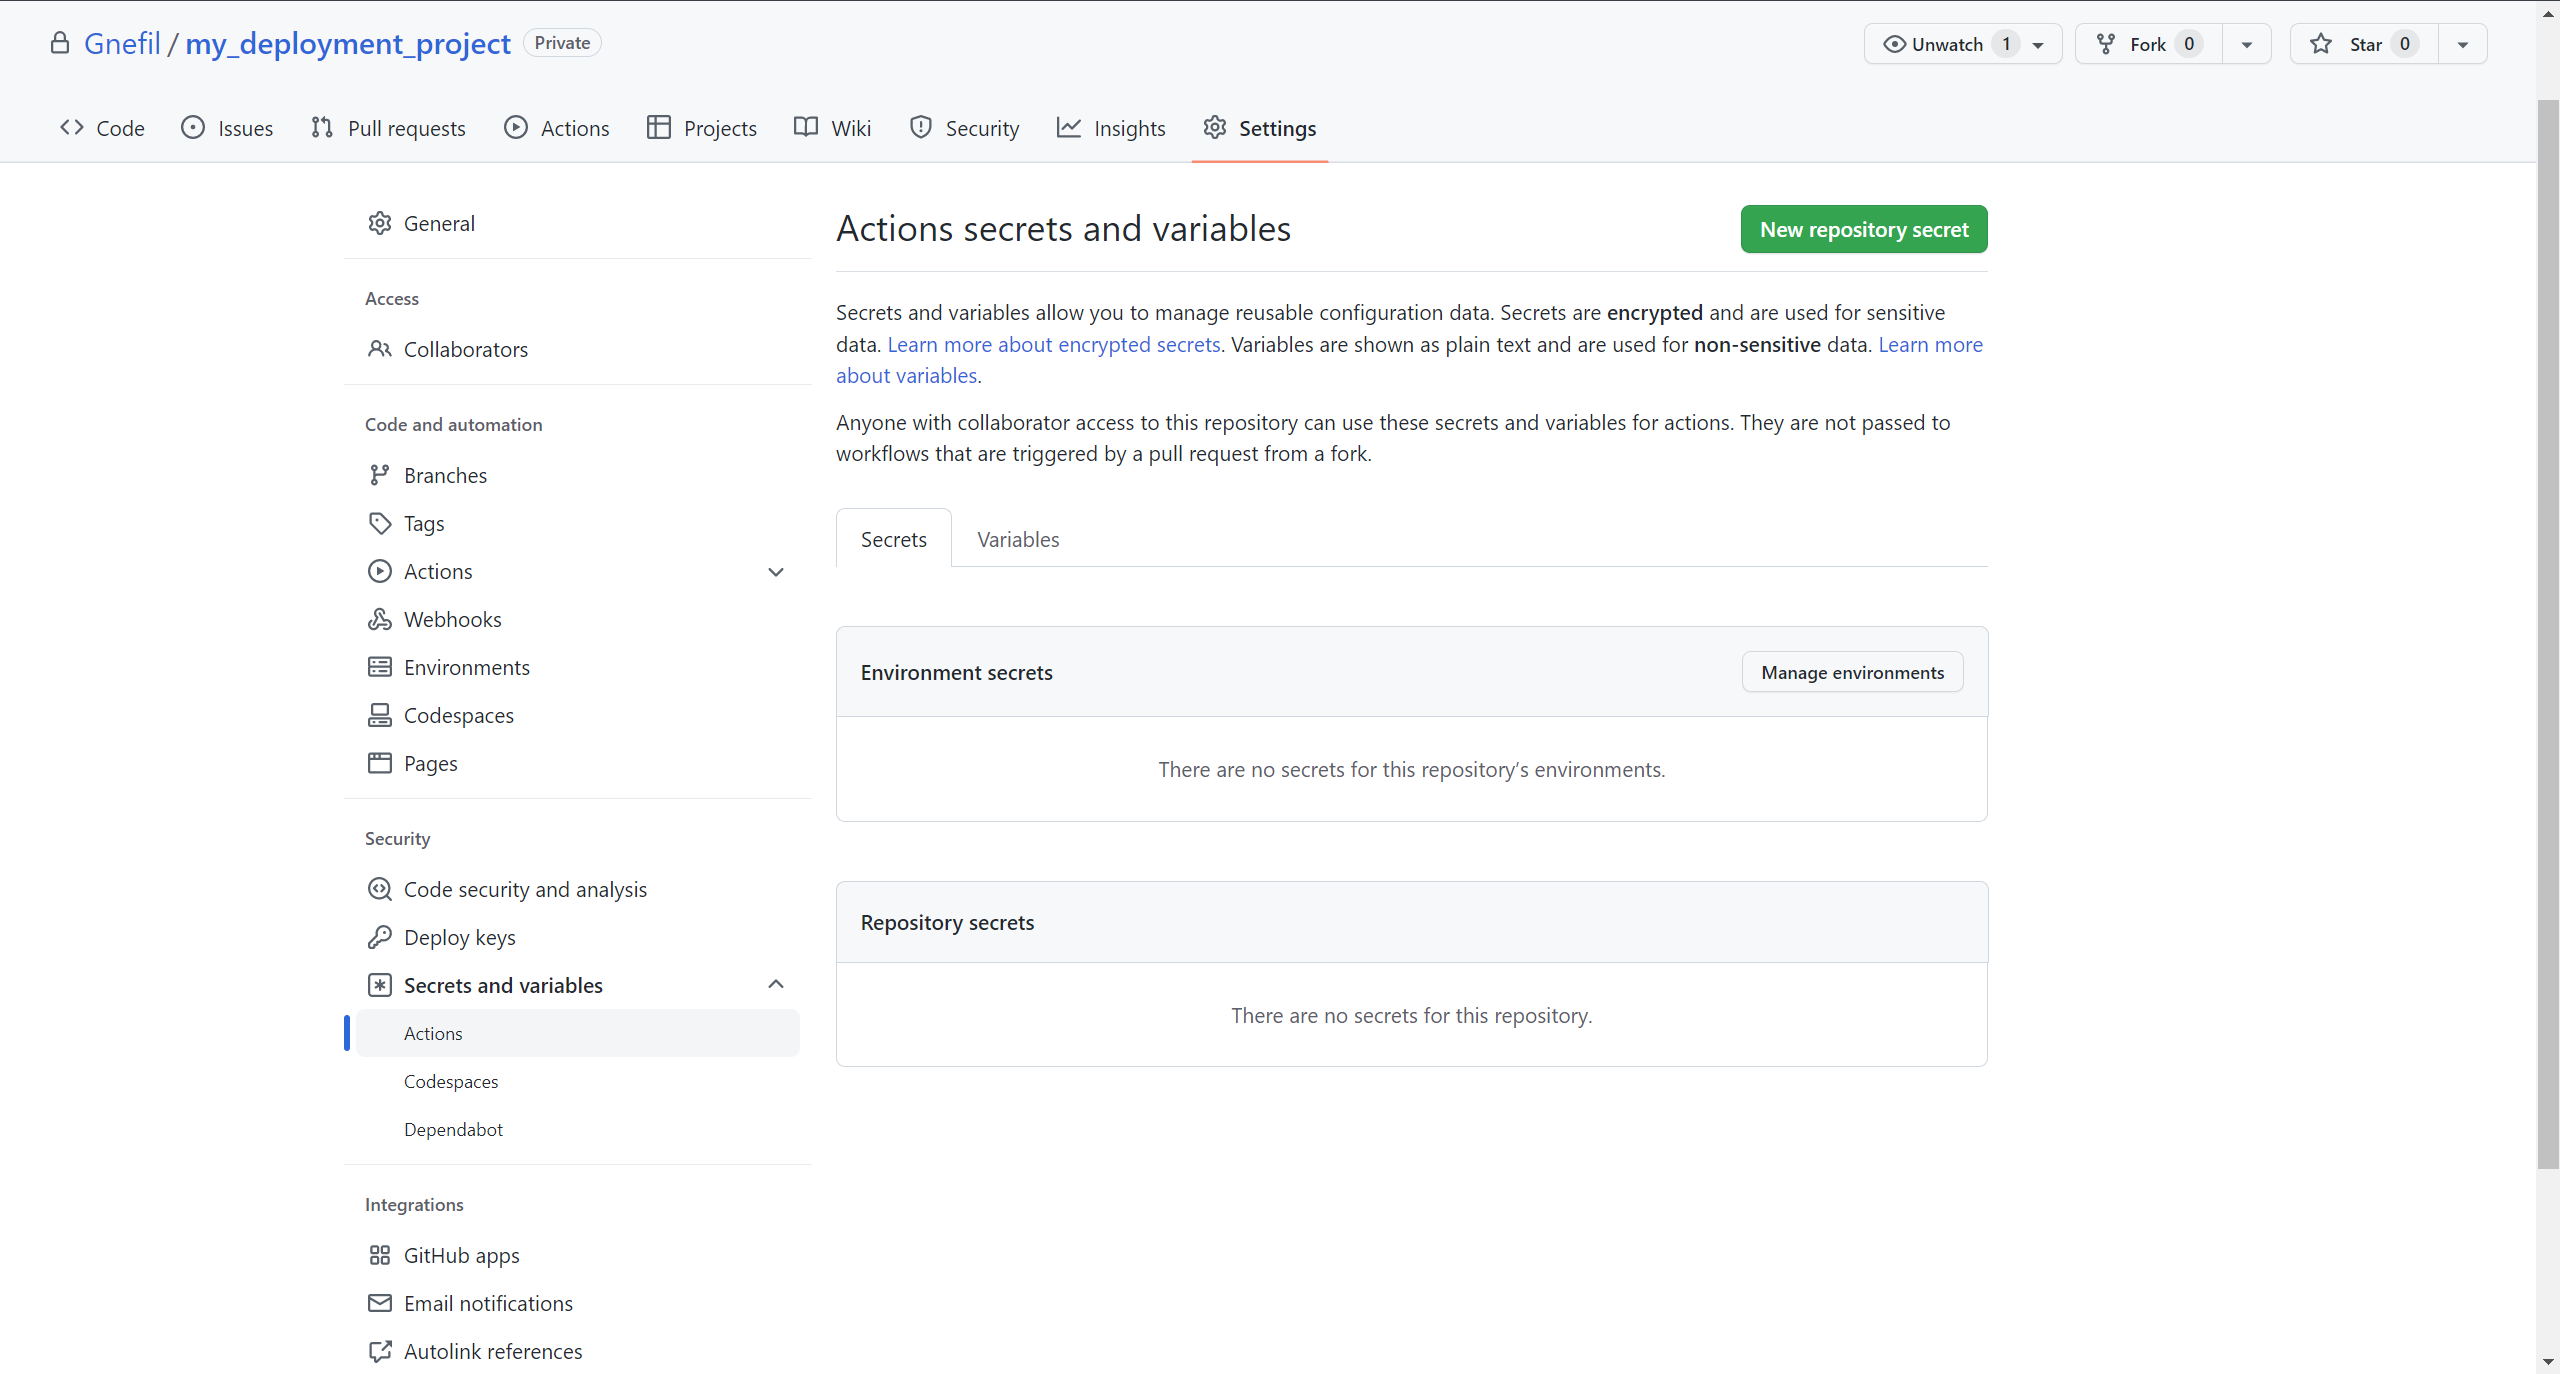 Gnefil / my_deployment_project Private
Unwatch 1 Fork 0 Star 0
Code Issues Pull requests Actions Projects Wiki Security Insights Settings
General
Access
Collaborators
Code and automation
Branches
Tags
Actions
Webhooks
Environments
Codespaces
Pages
Security
Code security and analysis
Deploy keys
Secrets and variables
Actions
Codespaces
Dependabot
Integrations
GitHub apps
Email notifications
Autolink references
Actions secrets and variables
New repository secret
Secrets and variables allow you to manage reusable configuration data. Secrets are encrypted and are used for sensitive
data. Learn more about encrypted secrets. Variables are shown as plain text and are used for non-sensitive data. Learn more
about variables.
Anyone with collaborator access to this repository can use these secrets and variables for actions. They are not passed to
workflows that are triggered by a pull request from a fork.
Secrets Variables
Environment secrets
Manage environments
There are no secrets for this repository’s environments.
Repository secrets
There are no secrets for this repository.